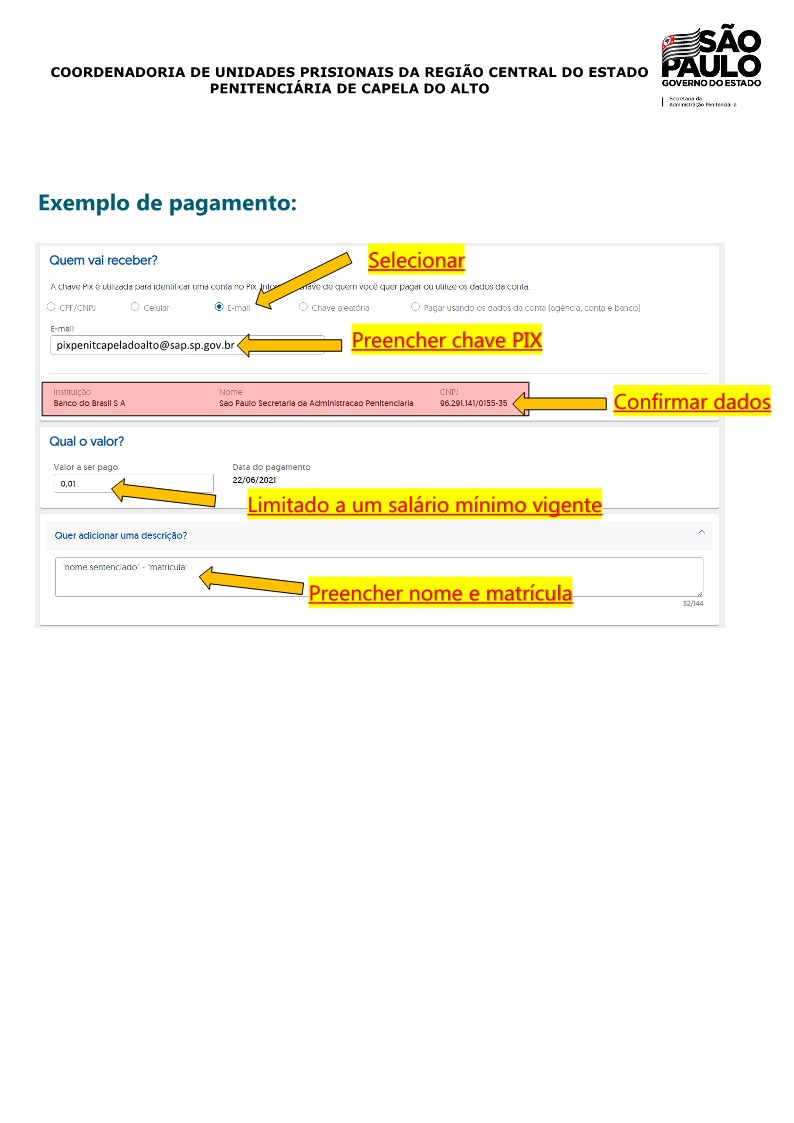 COORDENADORIA DE UNIDADES PRISIONAIS DA REGIÃO CENTRAL DO ESTADO
PENITENCIÁRIA DE CAPELA DO ALTO
SÃO
PAULO
GOVERNO DO ESTADO
Secretaria da
Administração Penitenciária
Exemplo de pagamento:
Quem vai receber?
Selecionar
A chave Pix é utilizada para identificar uma conta no Pix. have de quem você quer pagar ou utilize os dados da conta.
CPF/CNPJ Celular E-mail Chave aleatória Pagar usando os dados da conta (agência, conta e banco)
E-mail
pixpenitcapeladoalto@sap.sp.gov.br
Preencher chave PIX
Instituição Nome CNPJ
Banco do Brasil S A Sao Paulo Secretaria da Administracao Penitenciaria 96.291.141/0155-35
Confirmar dados
Qual o valor?
Valor a ser pago Data do pagamento
0,01 22/06/2021
Limitado a um salário mínimo vigente
Quer adicionar uma descrição?
"nome sentenciado" - "matricula"
Preencher nome e matrícula
32/144